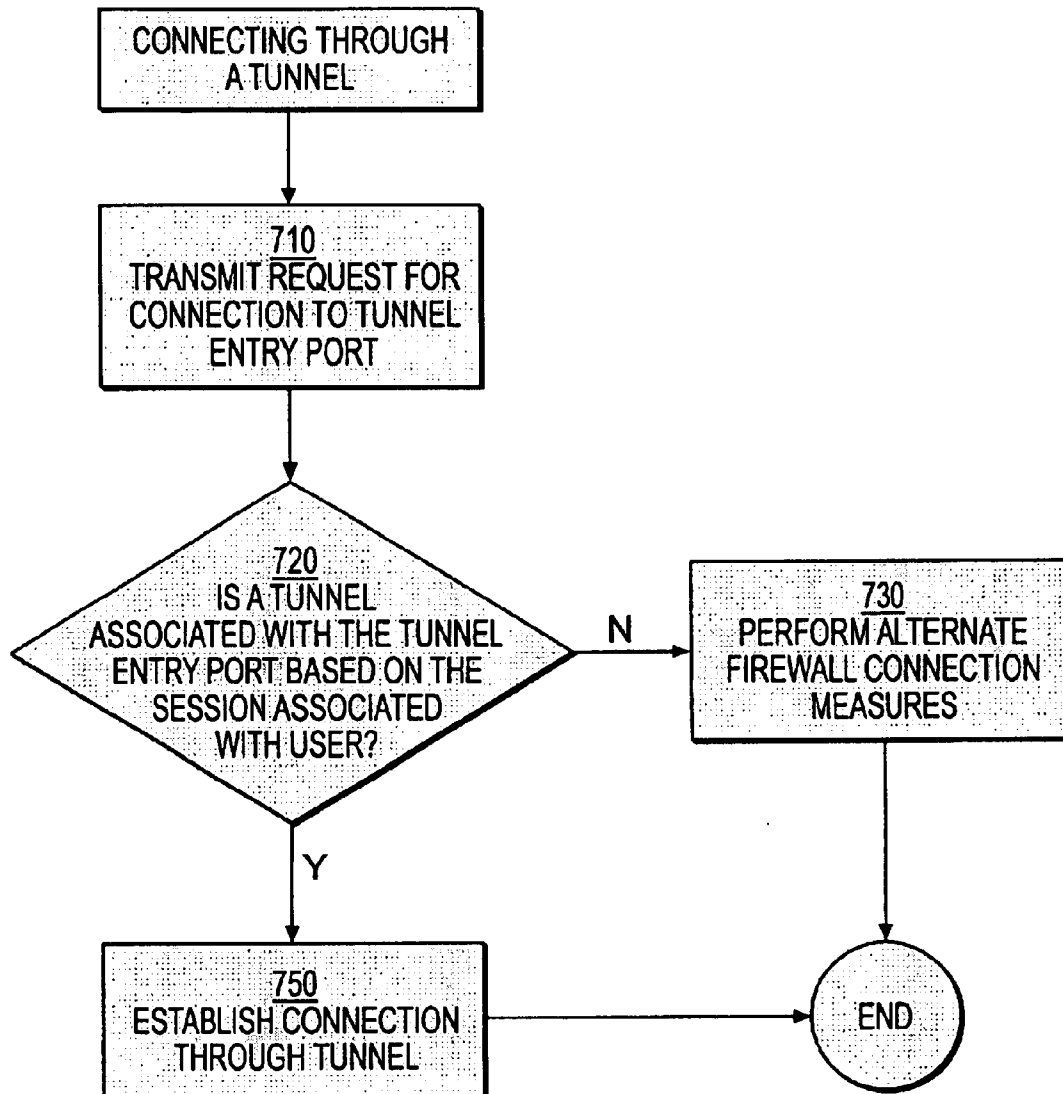 CONNECTING THROUGH
A TUNNEL
710
TRANSMIT REQUEST FOR
CONNECTION TO TUNNEL
ENTRY PORT
720
IS A TUNNEL
ASSOCIATED WITH THE TUNNEL
ENTRY PORT BASED ON THE
SESSION ASSOCIATED
WITH USER?
N
730
PERFORM ALTERNATE
FIREWALL CONNECTION
MEASURES
Y
750
ESTABLISH CONNECTION
THROUGH TUNNEL
END